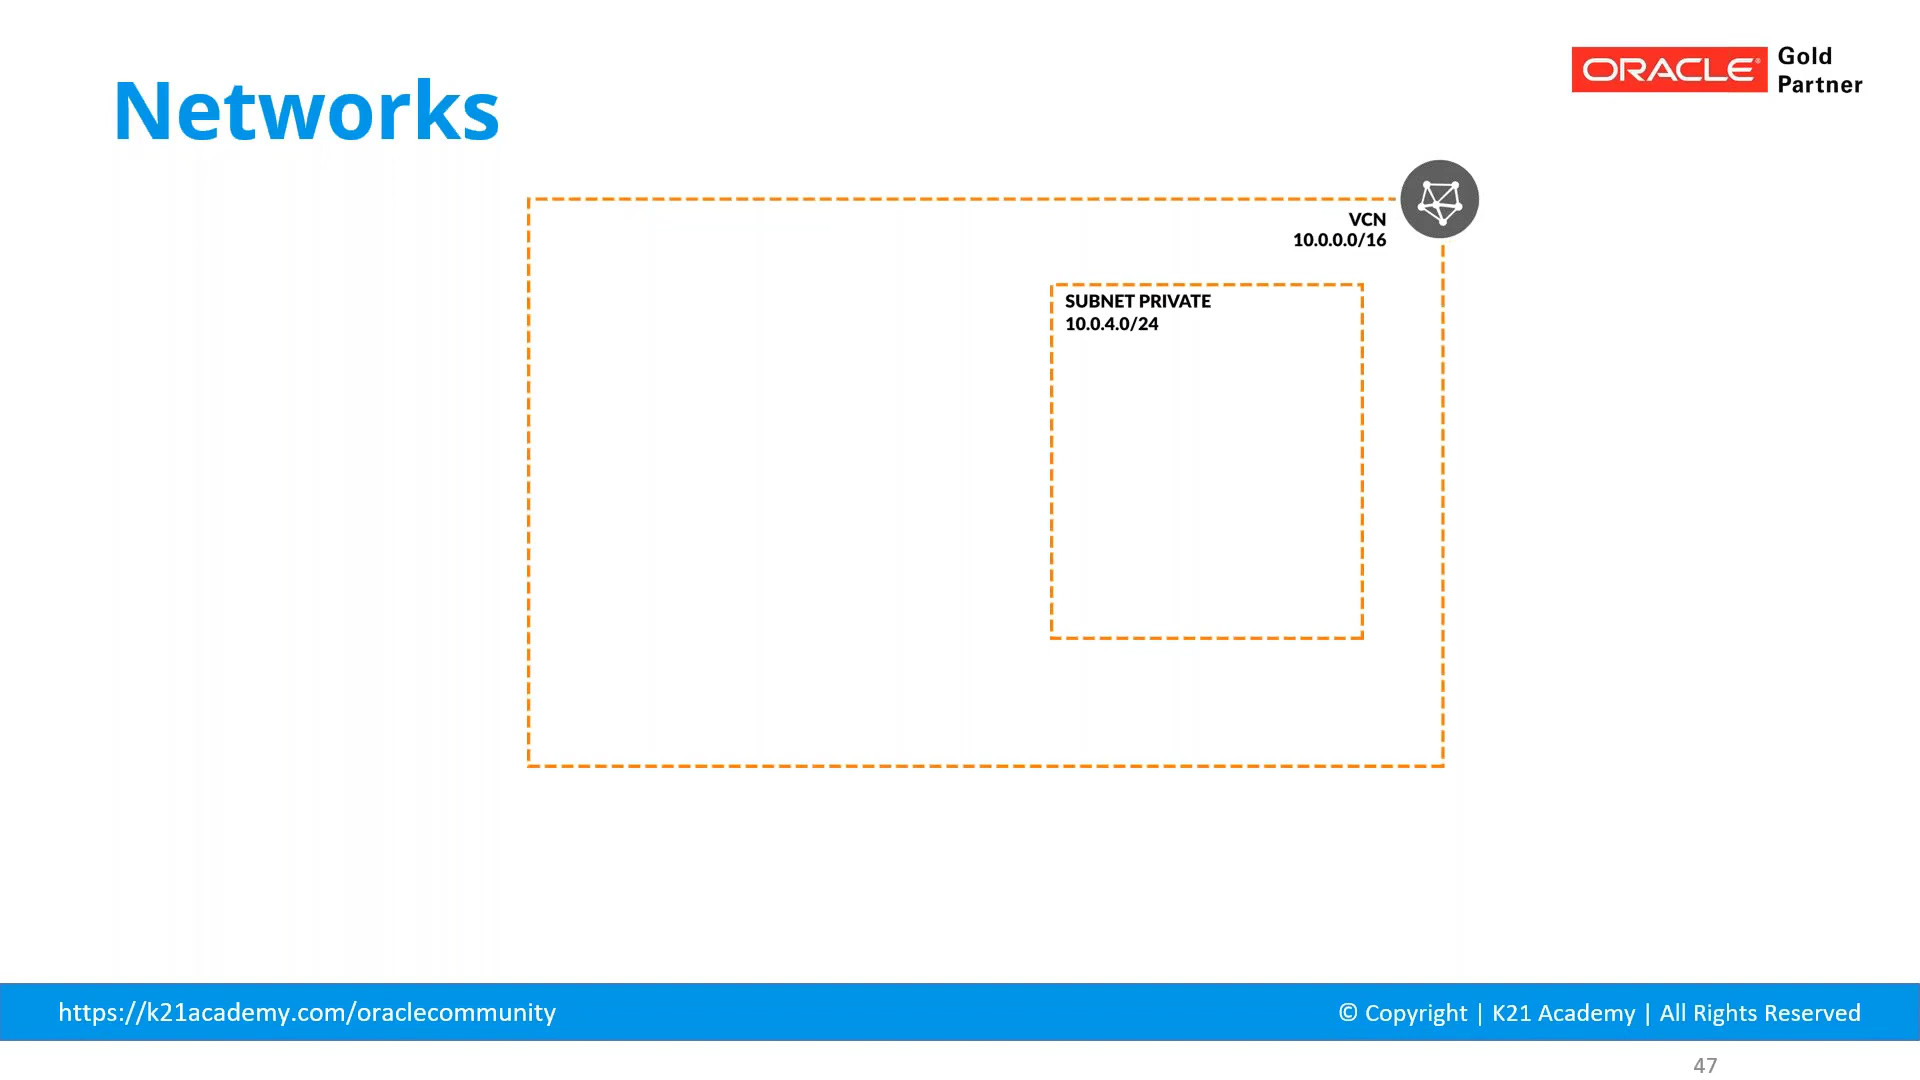 Networks
ORACLE®
Gold
Partner
VCN
10.0.0.0/16
SUBNET PRIVATE
10.0.4.0/24
https://k21academy.com/oraclecommunity
© Copyright | K21 Academy | All Rights Reserved
47